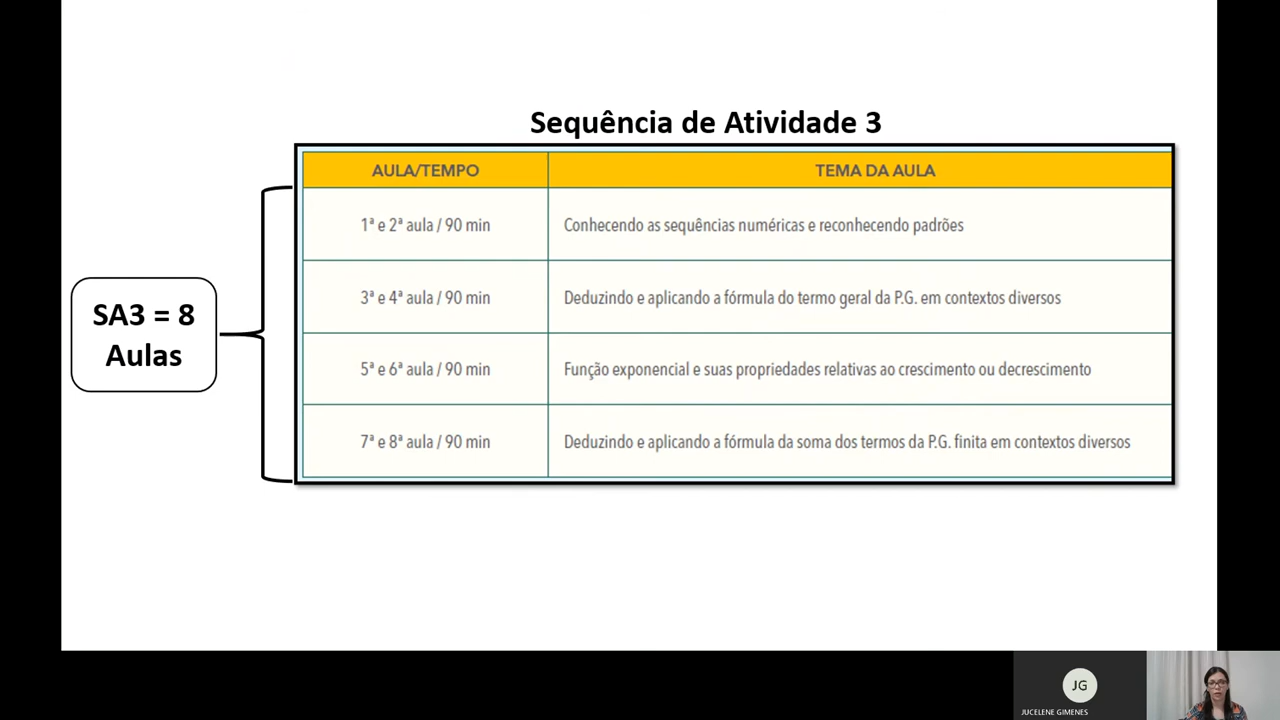 Sequência de Atividade 3
AULA/TEMPO
TEMA DA AULA
1ª e 2ª aula / 90 min
Conhecendo as sequências numéricas e reconhecendo padrões
3ª e 4ª aula / 90 min
Deduzindo e aplicando a fórmula do termo geral da P.G. em contextos diversos
5ª e 6ª aula / 90 min
Função exponencial e suas propriedades relativas ao crescimento ou decrescimento
7ª e 8ª aula / 90 min
Deduzindo e aplicando a fórmula da soma dos termos da P.G. finita em contextos diversos
SA3 = 8
Aulas
JG
JUCELENE GIMENES